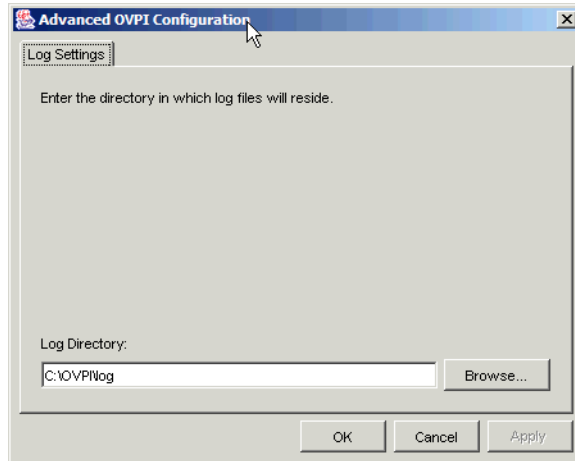 Advanced OVPI Configuration
Log Settings
Enter the directory in which log files will reside.
Log Directory:
C:\OVPI\log
Browse...
OK
Cancel
Apply